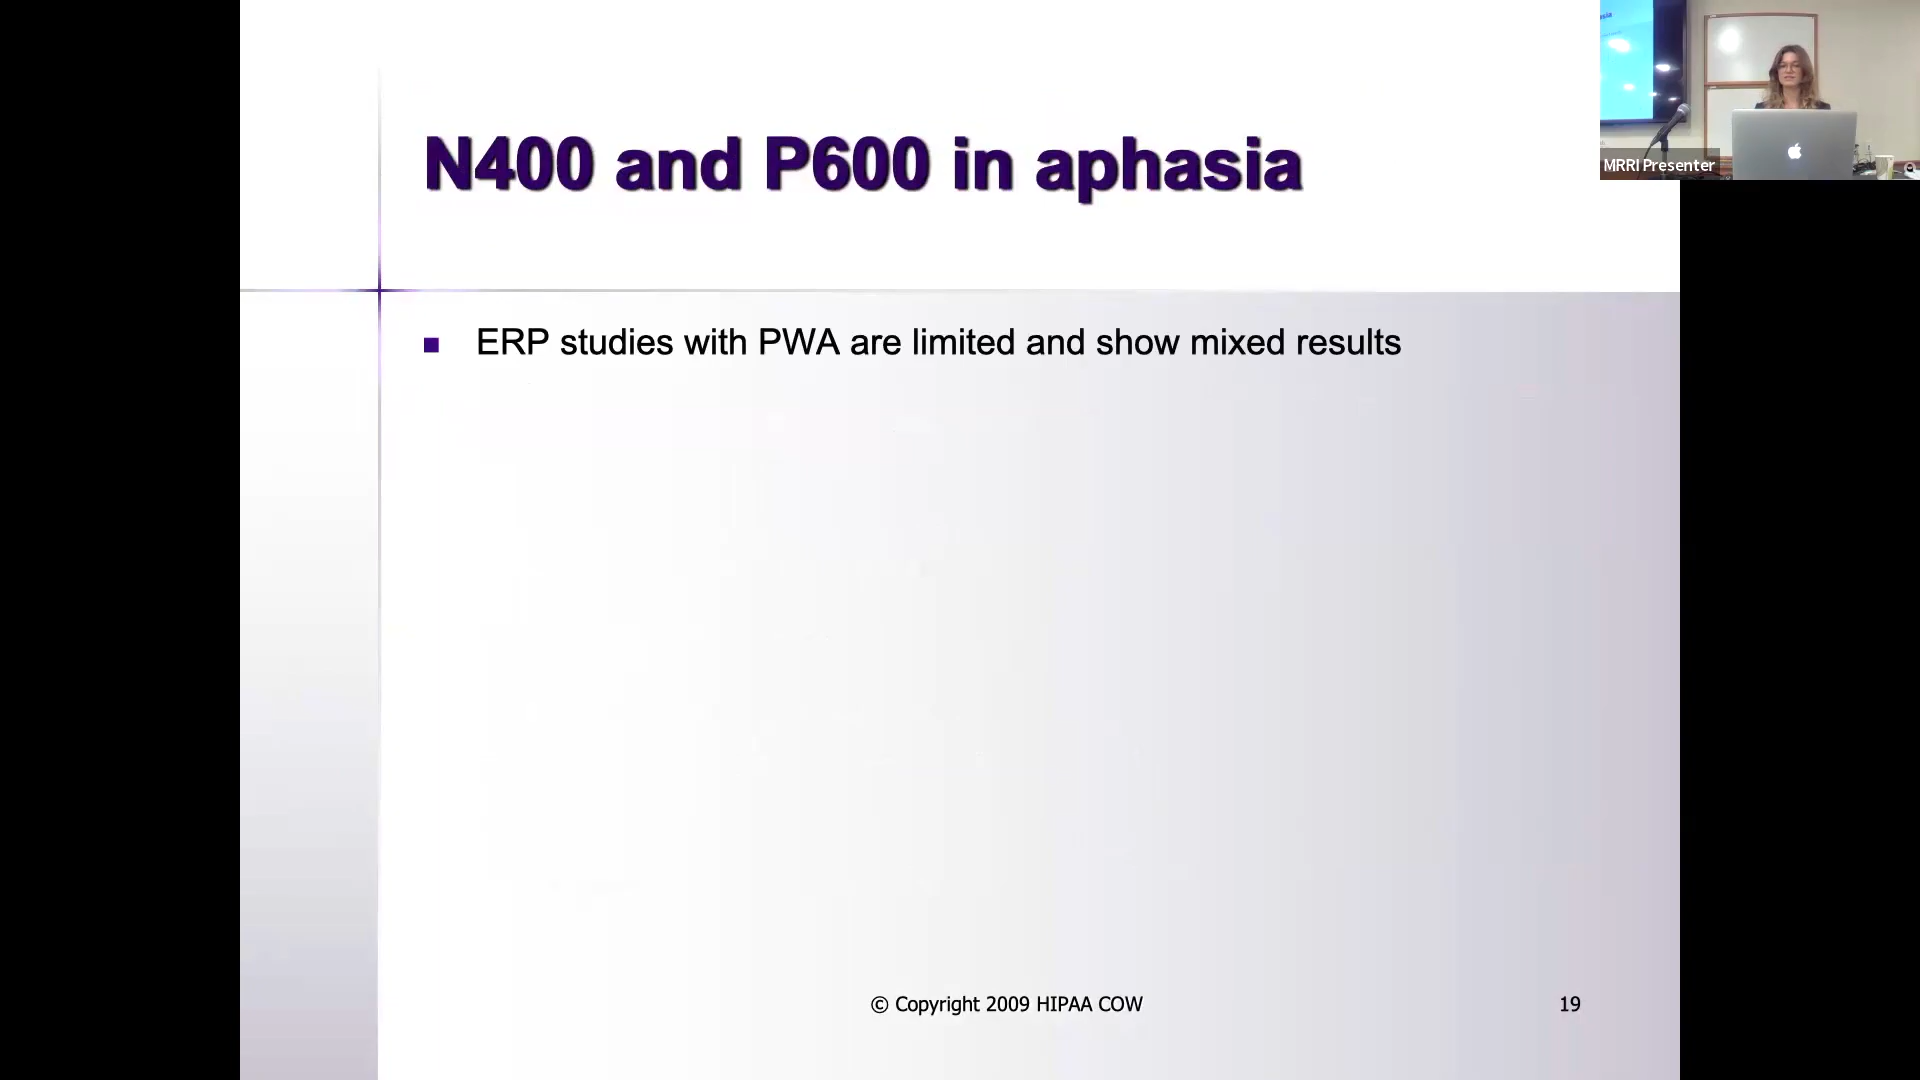 N400 and P600 in aphasia
MRRI Presenter
ERP studies with PWA are limited and show mixed results
© Copyright 2009 HIPAA COW
19